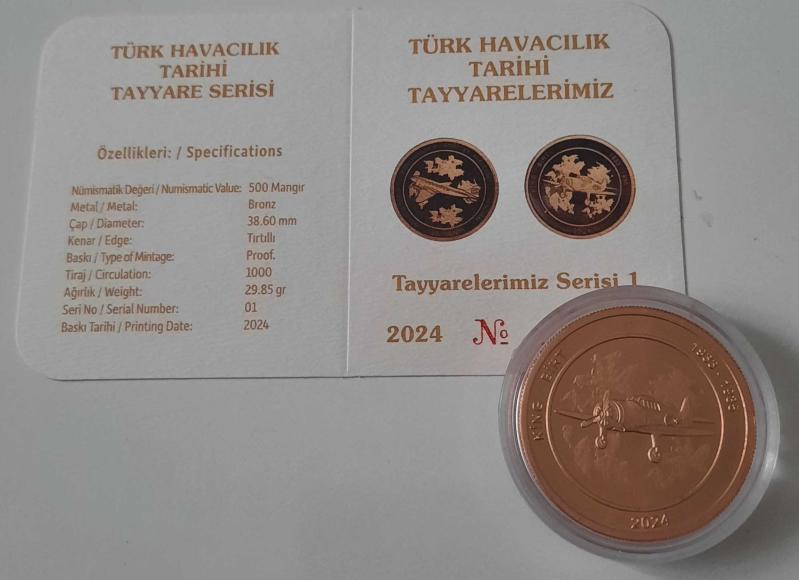 TÜRK HAVACILIK
TARİHİ
TAYYARE SERİSİ
Özellikleri: / Specifications
Nümismatik Değeri / Numismatic Value: 500 Mangır
Metal / Metal: Bronz
Çap / Diameter: 38.60 mm
Kenar / Edge: Tırtıllı
Baskı / Type of Mintage: Proof.
Tiraj / Circulation: 1000
Ağırlık / Weight: 29.85 gr
Seri No / Serial Number: 01
Baskı Tarihi / Printing Date: 2024
TÜRK HAVACILIK
TARİHİ
TAYYARELERİMİZ
Tayyarelerimiz Serisi 1
2024 №
KING BIRT
2024